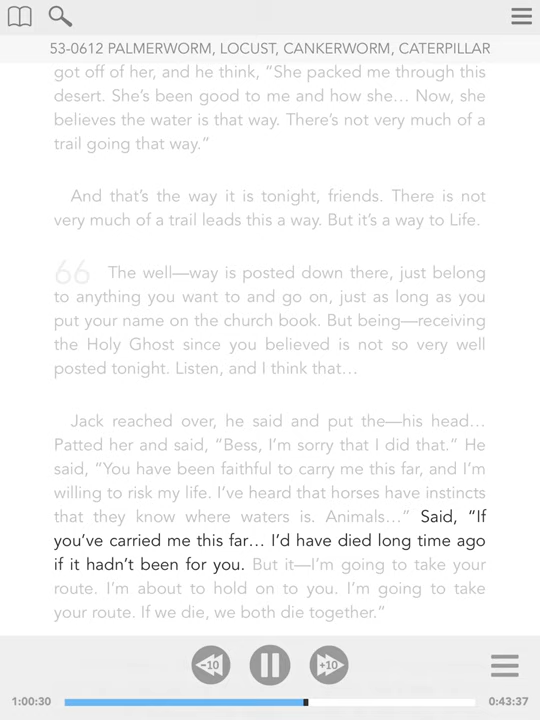 53-0612 PALMERWORM, LOCUST, CANKERWORM, CATERPILLAR
got off of her, and he think, “She packed me through this
desert. She’s been good to me and how she… Now, she
believes the water is that way. There’s not very much of a
trail going that way.”
And that’s the way it is tonight, friends. There is not
very much of a trail leads this a way. But it’s a way to Life.
66 The well—way is posted down there, just belong
to anything you want to and go on, just as long as you
put your name on the church book. But being—receiving
the Holy Ghost since you believed is not so very well
posted tonight. Listen, and I think that…
Jack reached over, he said and put the—his head…
Patted her and said, “Bess, I’m sorry that I did that.” He
said, “You have been faithful to carry me this far, and I’m
willing to risk my life. I’ve heard that horses have instincts
that they know where waters is. Animals…” Said, “If
you’ve carried me this far… I’d have died long time ago
if it hadn’t been for you. But it—I’m going to take your
route. I’m about to hold on to you. I’m going to take
your route. If we die, we both die together.”
-10 +10
1:00:30 0:43:37